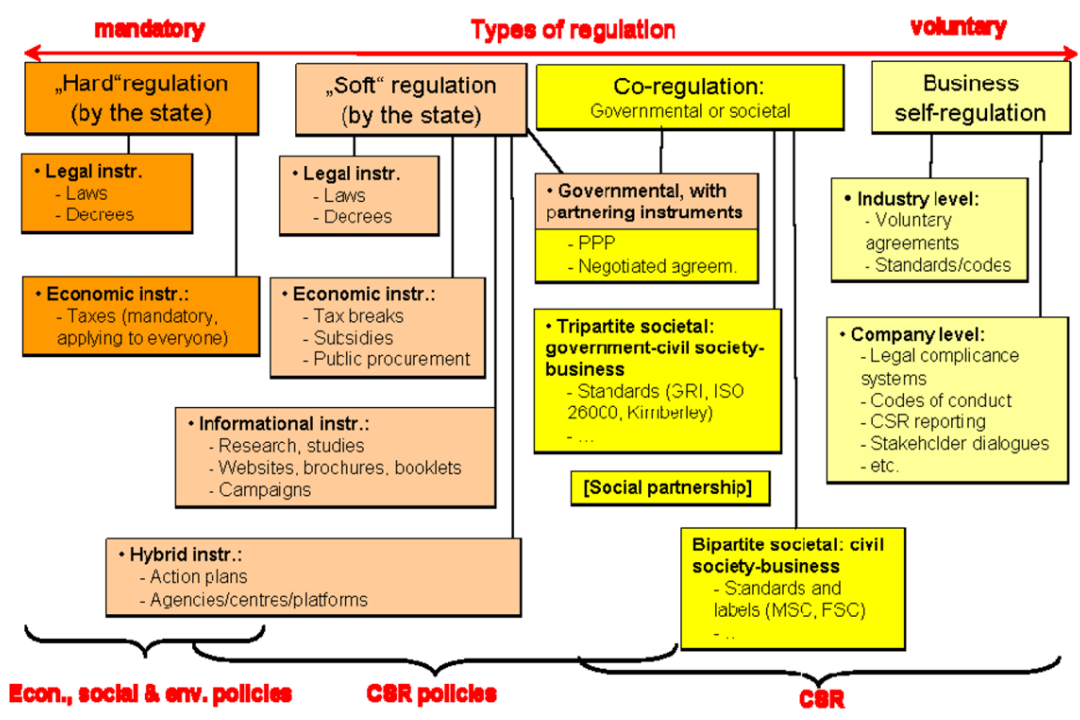 mandatory
Types of regulation
voluntary
„Hard“regulation
(by the state)
„Soft“ regulation
(by the state)
Co-regulation:
Governmental or societal
Business
self-regulation
• Legal instr.
- Laws
- Decrees
• Legal instr.
- Laws
- Decrees
• Governmental, with
partnering instruments
- PPP
- Negotiated agreem.
• Industry level:
- Voluntary
agreements
- Standards/codes
• Economic instr.:
- Taxes (mandatory,
applying to everyone)
• Economic instr.:
- Tax breaks
- Subsidies
- Public procurement
• Tripartite societal:
government-civil society-
business
- Standards (GRI, ISO
26000, Kimberley)
- ...
• Company level:
- Legal complicance
systems
- Codes of conduct
- CSR reporting
- Stakeholder dialogues
- etc.
• Informational instr.:
- Research, studies
- Websites, brochures, booklets
- Campaigns
[Social partnership]
• Hybrid instr.:
- Action plans
- Agencies/centres/platforms
Bipartite societal: civil
society-business
- Standards and
labels (MSC, FSC)
- ..
Econ., social & env. policies
CSR policies
CSR